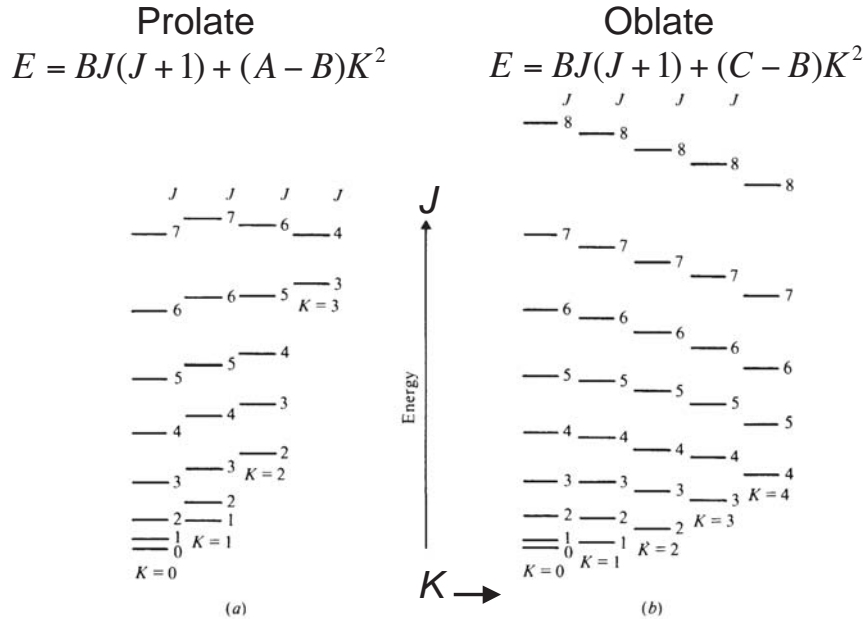 Prolate
E = BJ(J + 1) + (A − B)K²
Oblate
E = BJ(J + 1) + (C − B)K²
J J J J
7 7 6 4
6 6 5 3
K = 3
5 5 4
4 4 3
3 3 2
K = 2
2 2
1 1
K = 1
0
K = 0
(a)
J
Energy
K
J J J J
8 8 8 8 8
7 7 7 7 7
6 6 6 6 6
5 5 5 5 5
4 4 4 4 4
K = 4
3 3 3 3
K = 3
2 2 2
K = 2
1 1
K = 1
0
K = 0
(b)